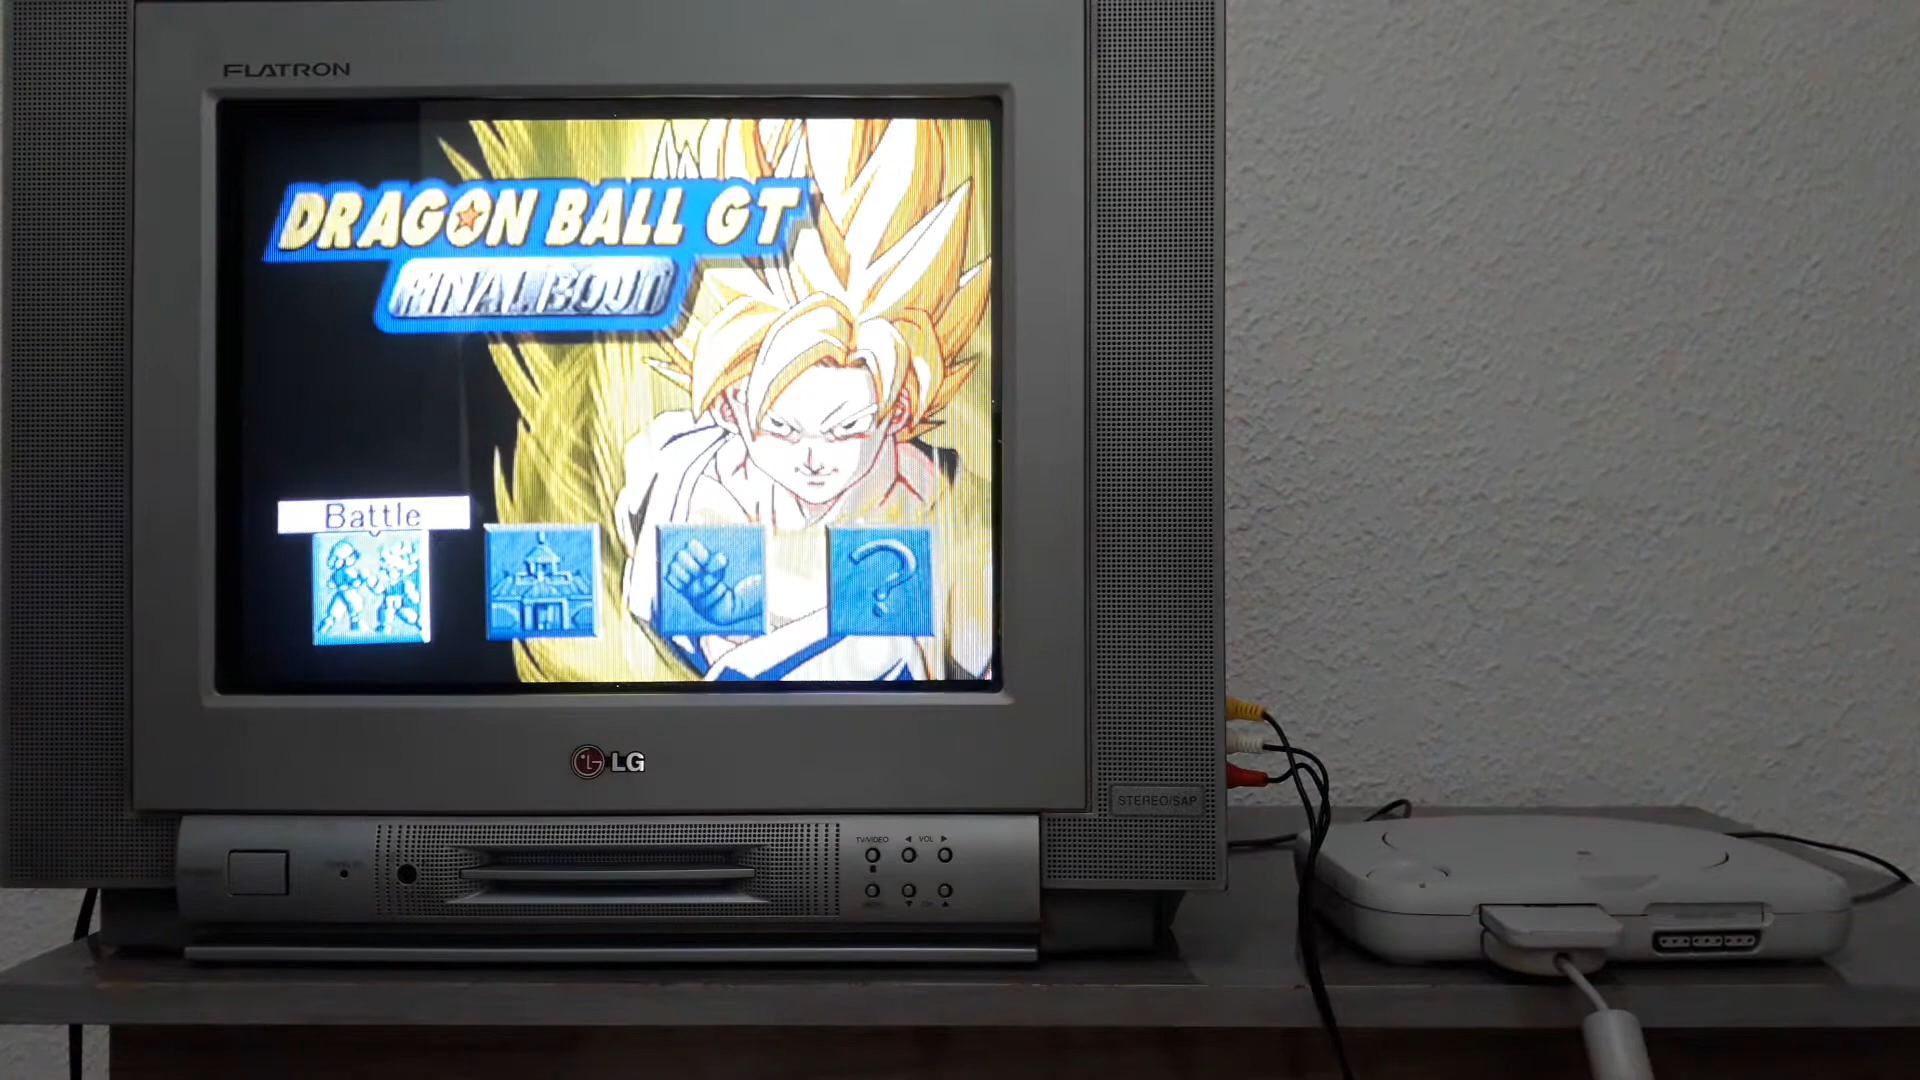 FLATRON
DRAGON BALL GT
FINAL BOUT
Battle
LG
STEREO/SAP
TV/VIDEO
VOL